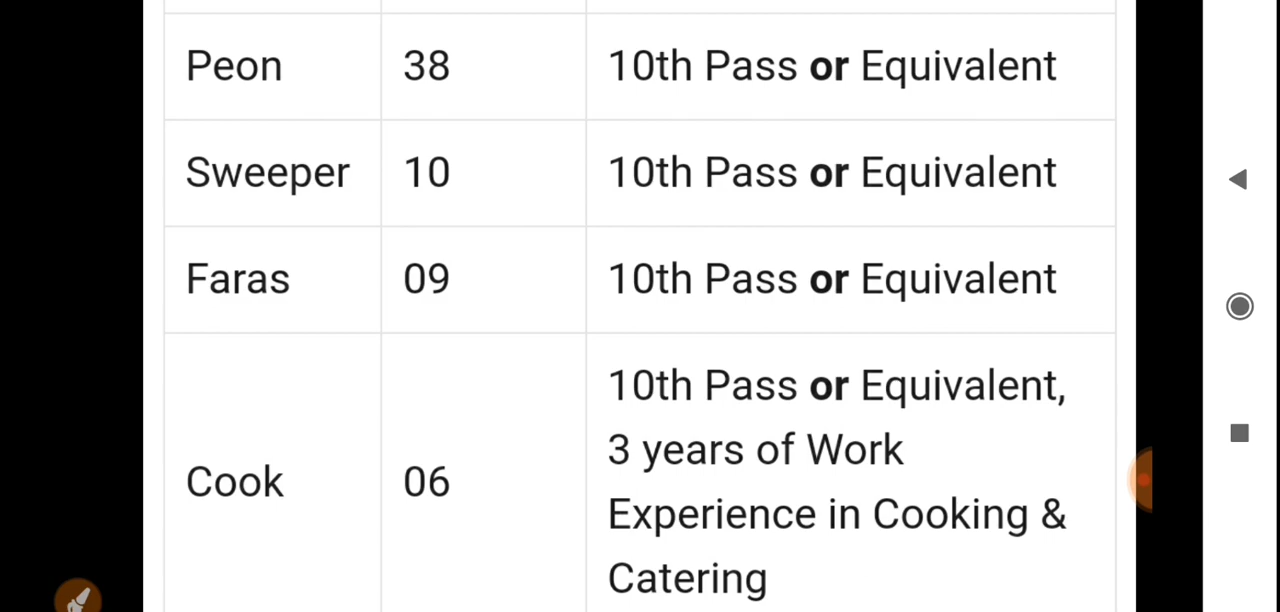 Peon 38 10th Pass or Equivalent
Sweeper 10 10th Pass or Equivalent
Faras 09 10th Pass or Equivalent
Cook 06 10th Pass or Equivalent,
3 years of Work
Experience in Cooking &
Catering